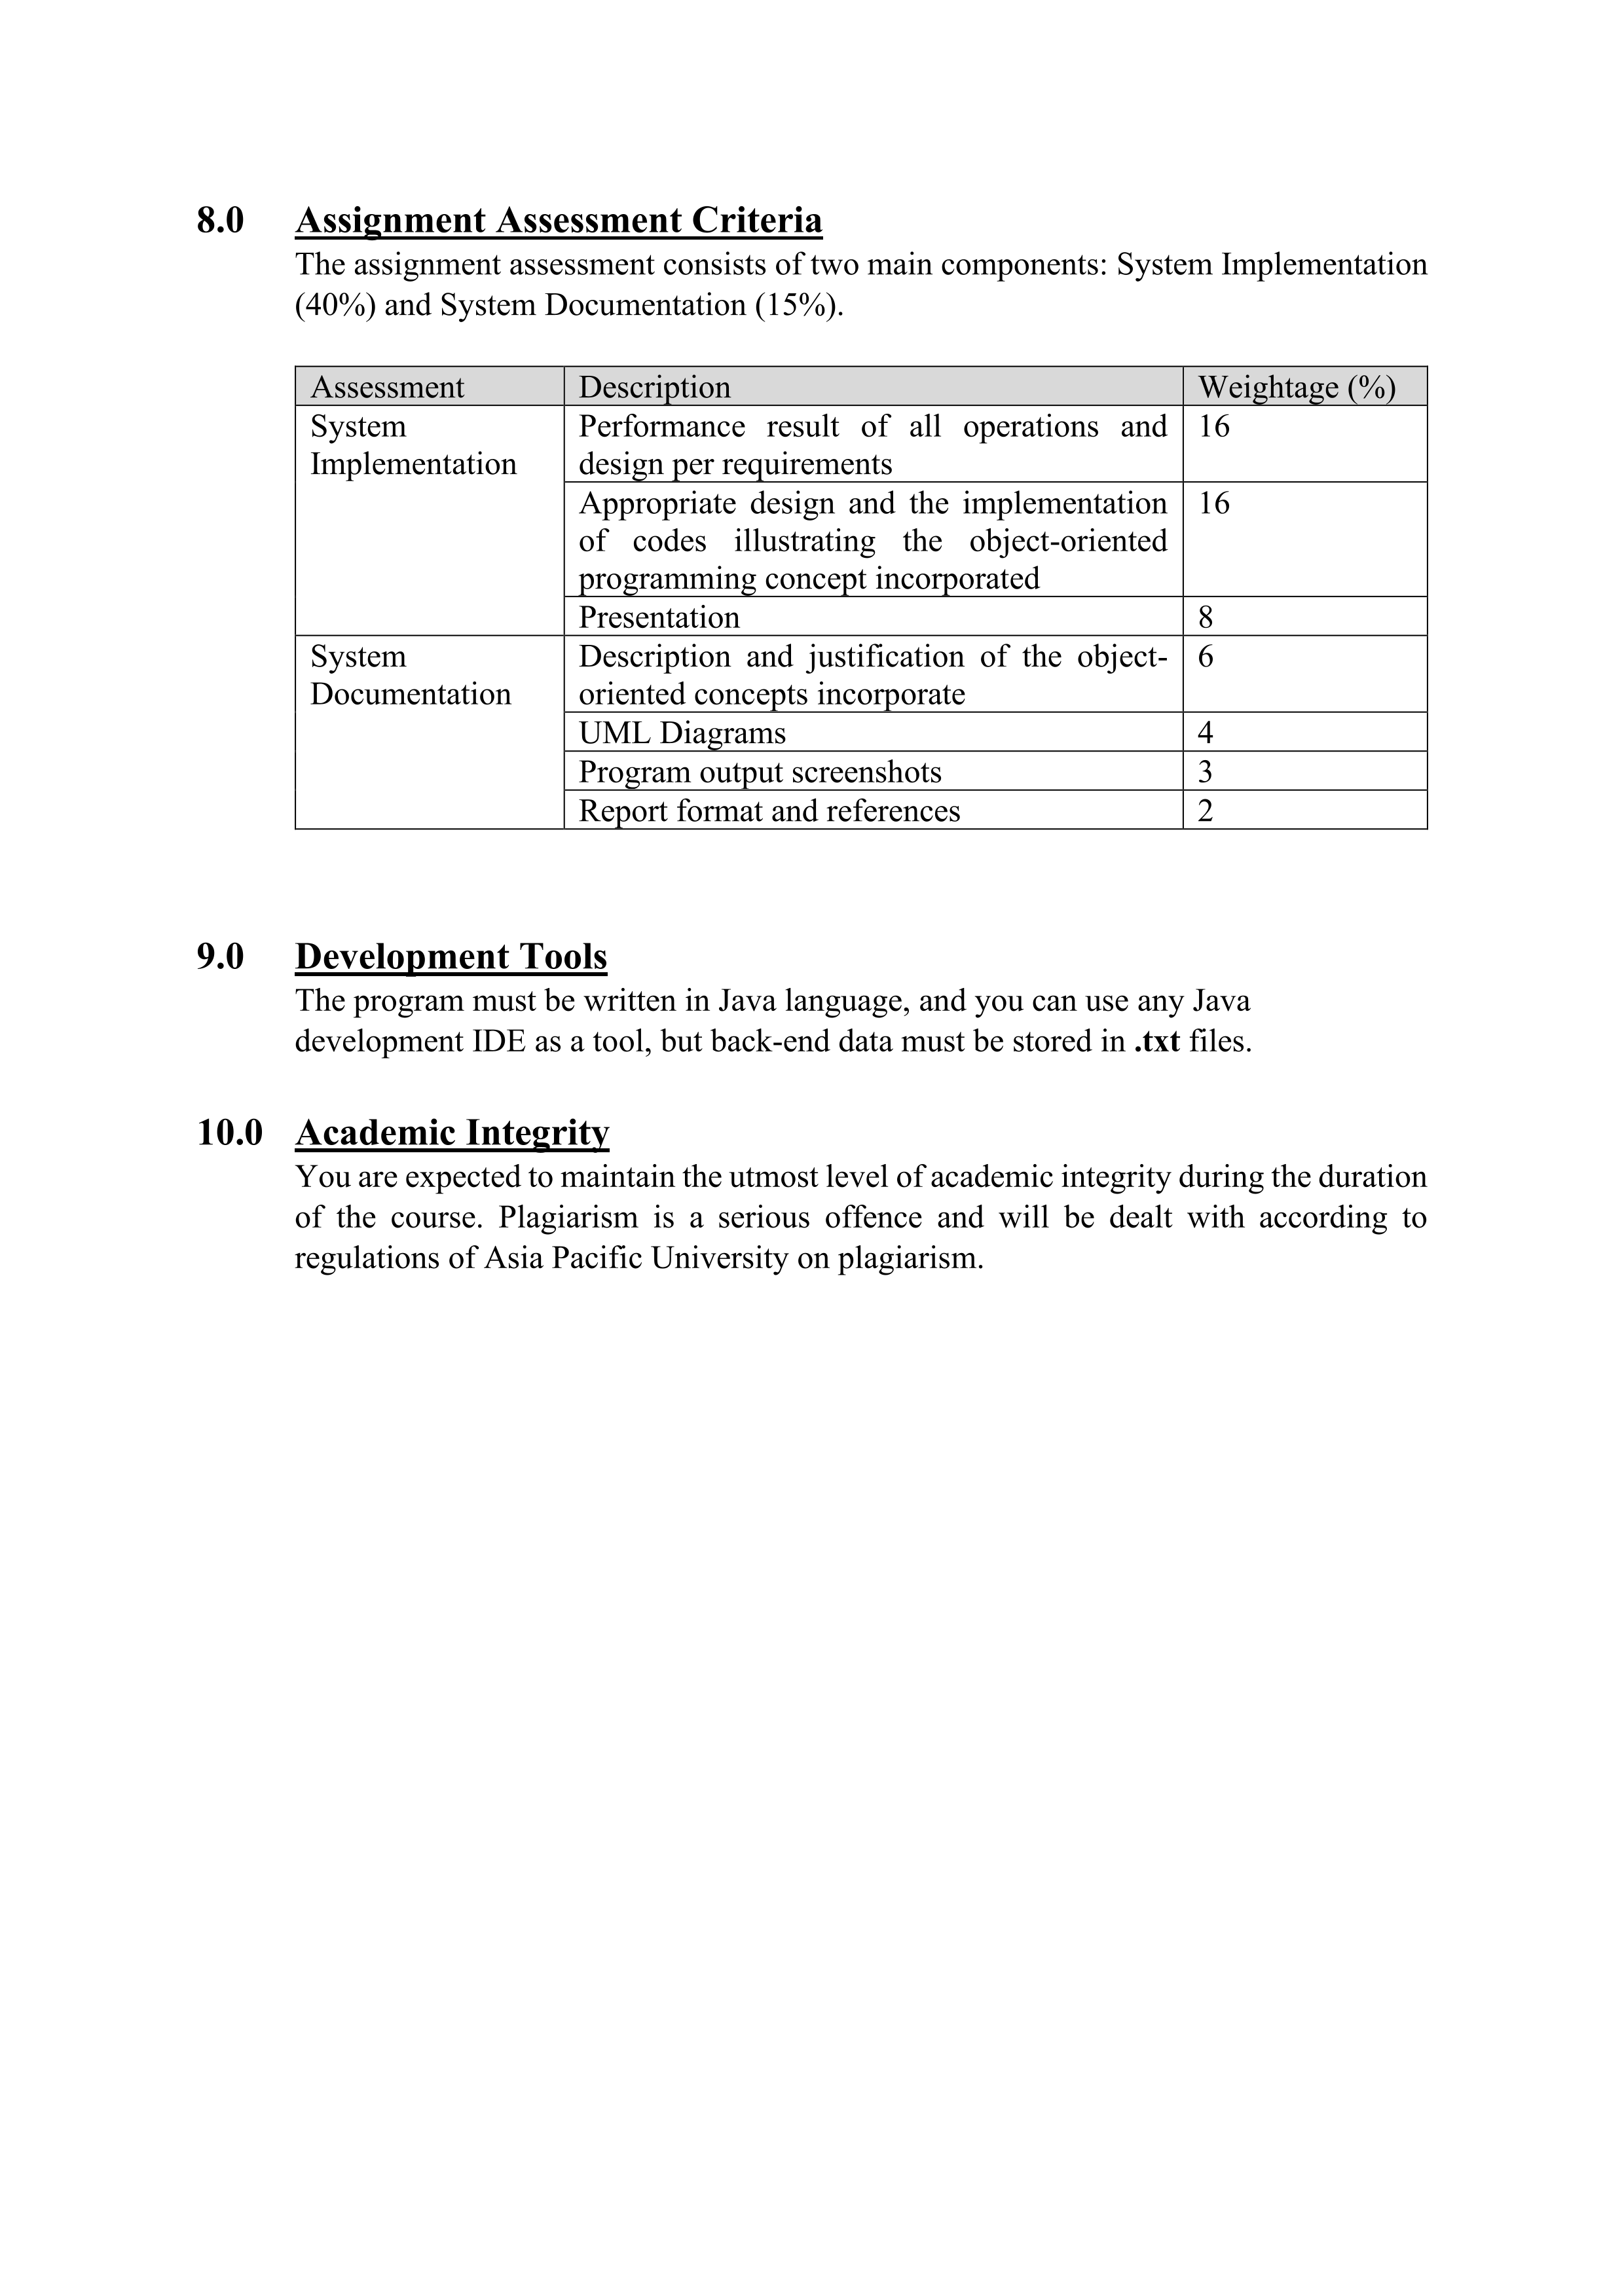 8.0 Assignment Assessment Criteria
The assignment assessment consists of two main components: System Implementation
(40%) and System Documentation (15%).
Assessment Description Weightage (%)
System Implementation
Performance result of all operations and
design per requirements
16
Appropriate design and the implementation
of codes illustrating the object-oriented
programming concept incorporated
16
Presentation 8
System Documentation
Description and justification of the object-
oriented concepts incorporate
6
UML Diagrams 4
Program output screenshots 3
Report format and references 2
9.0 Development Tools
The program must be written in Java language, and you can use any Java
development IDE as a tool, but back-end data must be stored in .txt files.
10.0 Academic Integrity
You are expected to maintain the utmost level of academic integrity during the duration
of the course. Plagiarism is a serious offence and will be dealt with according to
regulations of Asia Pacific University on plagiarism.